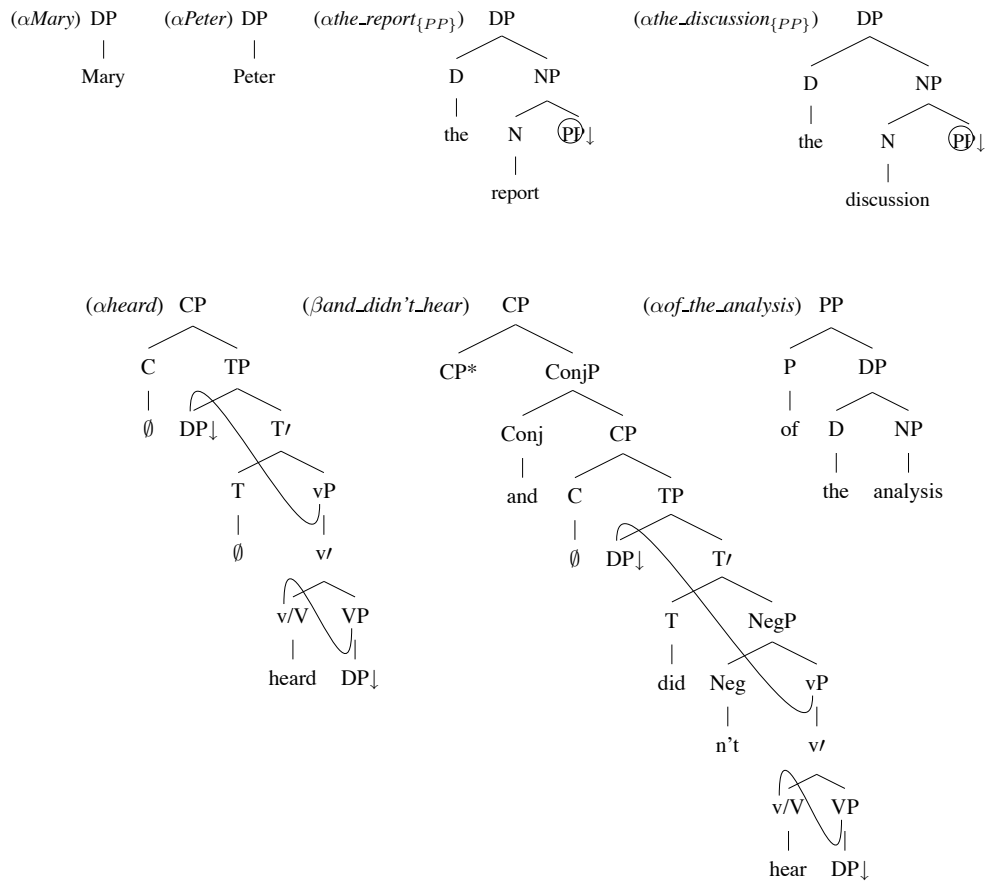 (αMary) DP (αPeter) DP (αthe_report{PP}) DP (αthe_discussion{PP}) DP
Mary Peter D NP D NP
the N PP↓ the N PP↓
report discussion
(αheard) CP (βand_didn't_hear) CP (αof_the_analysis) PP
C TP CP* ConjP P DP
∅ DP↓ T′ Conj CP of D NP
T vP and C TP the analysis
∅ v′ ∅ DP↓ T′
v/V VP T NegP
heard DP↓ did Neg vP
n't v′
v/V VP
hear DP↓